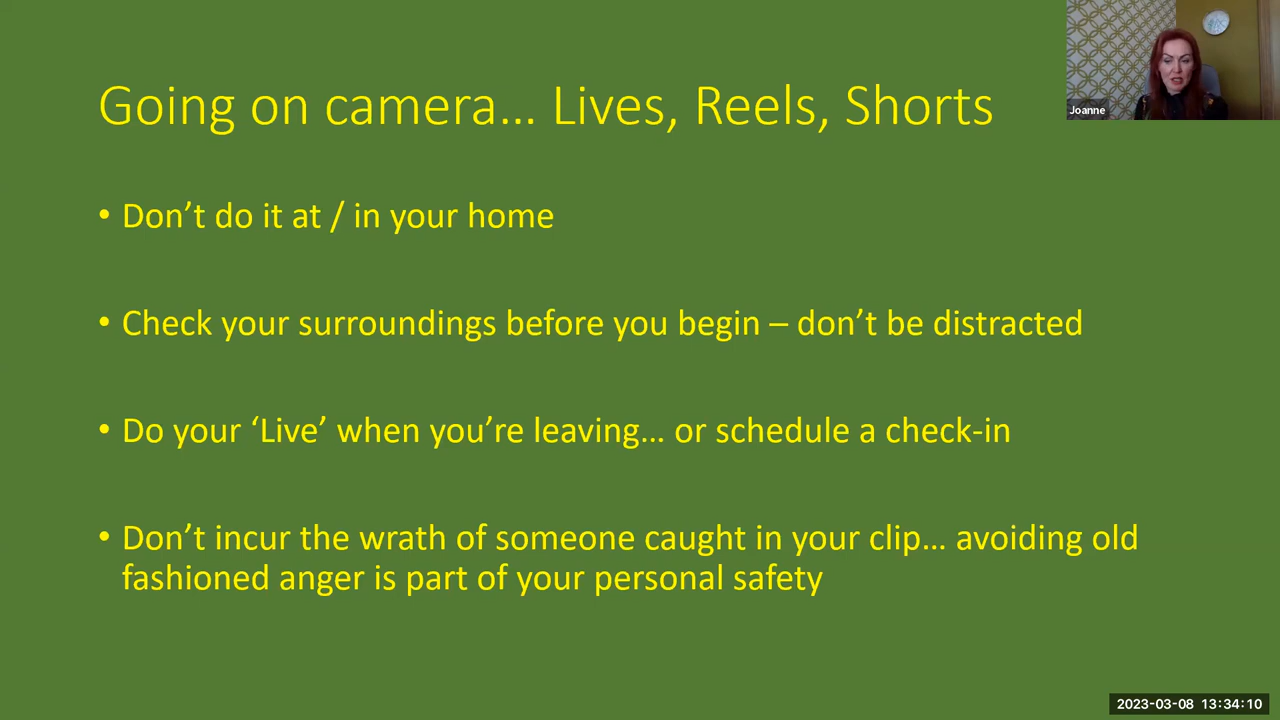 Going on camera... Lives, Reels, Shorts
Joanne
• Don’t do it at / in your home
• Check your surroundings before you begin – don’t be distracted
• Do your ‘Live’ when you’re leaving... or schedule a check-in
• Don’t incur the wrath of someone caught in your clip... avoiding old
fashioned anger is part of your personal safety
2023-03-08 13:34:10